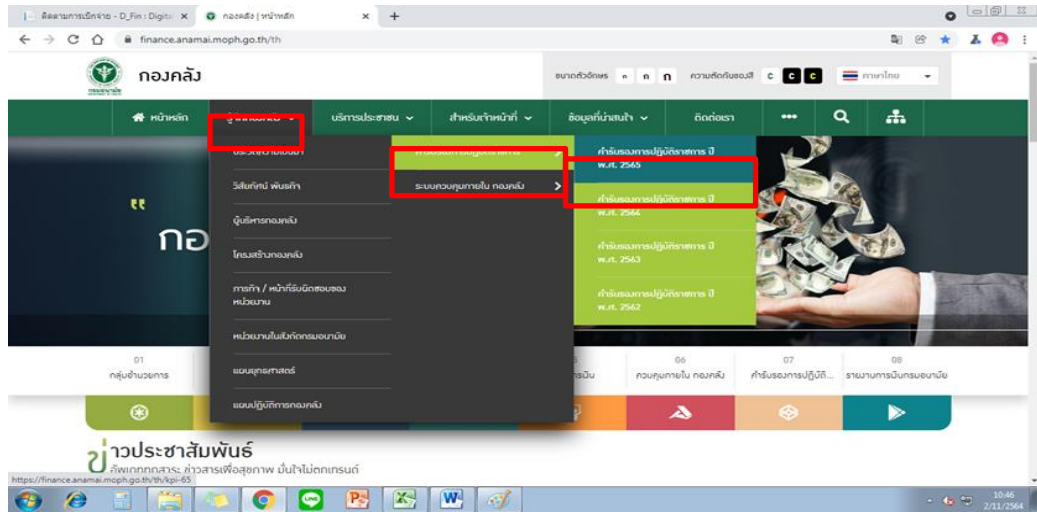 ติดตามการเบิกจ่าย - D_Fin : Digita
กองคลัง | หน้าหลัก
finance.anamai.moph.go.th/th
กองคลัง
ขนาดตัวอักษร ก ก ก ความตัดกันของสี C C C ภาษาไทย
หน้าหลัก
บริการประชาชน
สำหรับเจ้าหน้าที่
ข้อมูลที่น่าสนใจ
ติดต่อเรา
วิสัยทัศน์ พันธกิจ
ผู้บริหารกองคลัง
โครงสร้างกองคลัง
ภารกิจ / หน้าที่รับผิดชอบของ
หน่วยงาน
หน่วยงานในสังกัดกรมอนามัย
แผนยุทธศาสตร์
แผนปฏิบัติการกองคลัง
คำรับรองการปฏิบัติราชการ
ระบบควบคุมภายใน กองคลัง
คำรับรองการปฏิบัติราชการ ปี
พ.ศ. 2565
คำรับรองการปฏิบัติราชการ ปี
พ.ศ. 2564
คำรับรองการปฏิบัติราชการ ปี
พ.ศ. 2563
คำรับรองการปฏิบัติราชการ ปี
พ.ศ. 2562
กอ
01
กลุ่มอำนวยการ
06
ควบคุมภายใน กองคลัง
07
คำรับรองการปฏิบัติ...
08
รายงานการเงินกรมอนามัย
ข่าวประชาสัมพันธ์
https://finance.anamai.moph.go.th/th/kpi-65
10:46
2/11/2564